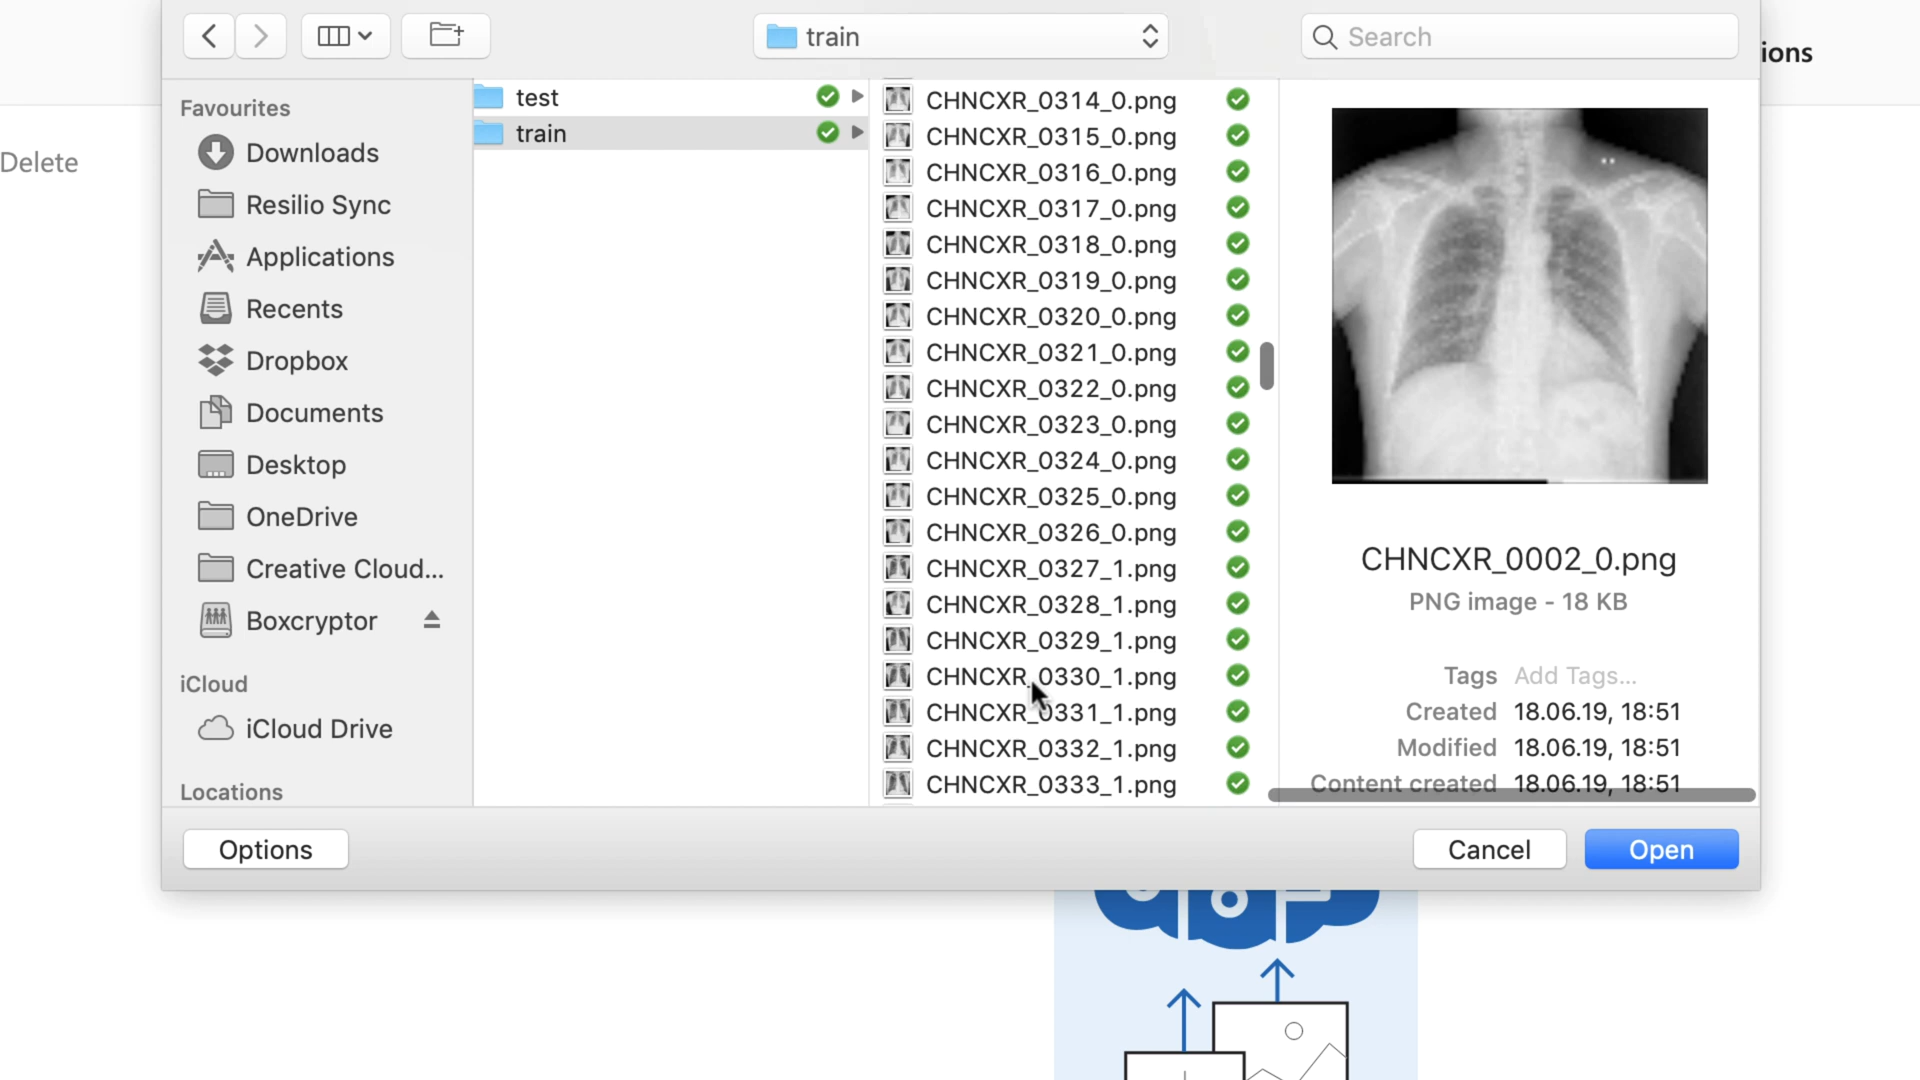 train
Search
ions
Delete
Favourites
Downloads
Resilio Sync
Applications
Recents
Dropbox
Documents
Desktop
OneDrive
Creative Cloud...
Boxcryptor
iCloud
iCloud Drive
Locations
test
train
CHNCXR_0314_0.png
CHNCXR_0315_0.png
CHNCXR_0316_0.png
CHNCXR_0317_0.png
CHNCXR_0318_0.png
CHNCXR_0319_0.png
CHNCXR_0320_0.png
CHNCXR_0321_0.png
CHNCXR_0322_0.png
CHNCXR_0323_0.png
CHNCXR_0324_0.png
CHNCXR_0325_0.png
CHNCXR_0326_0.png
CHNCXR_0327_1.png
CHNCXR_0328_1.png
CHNCXR_0329_1.png
CHNCXR_0330_1.png
CHNCXR_0331_1.png
CHNCXR_0332_1.png
CHNCXR_0333_1.png
CHNCXR_0002_0.png
PNG image - 18 KB
Tags Add Tags...
Created 18.06.19, 18:51
Modified 18.06.19, 18:51
Content created 18.06.19, 18:51
Options
Cancel
Open